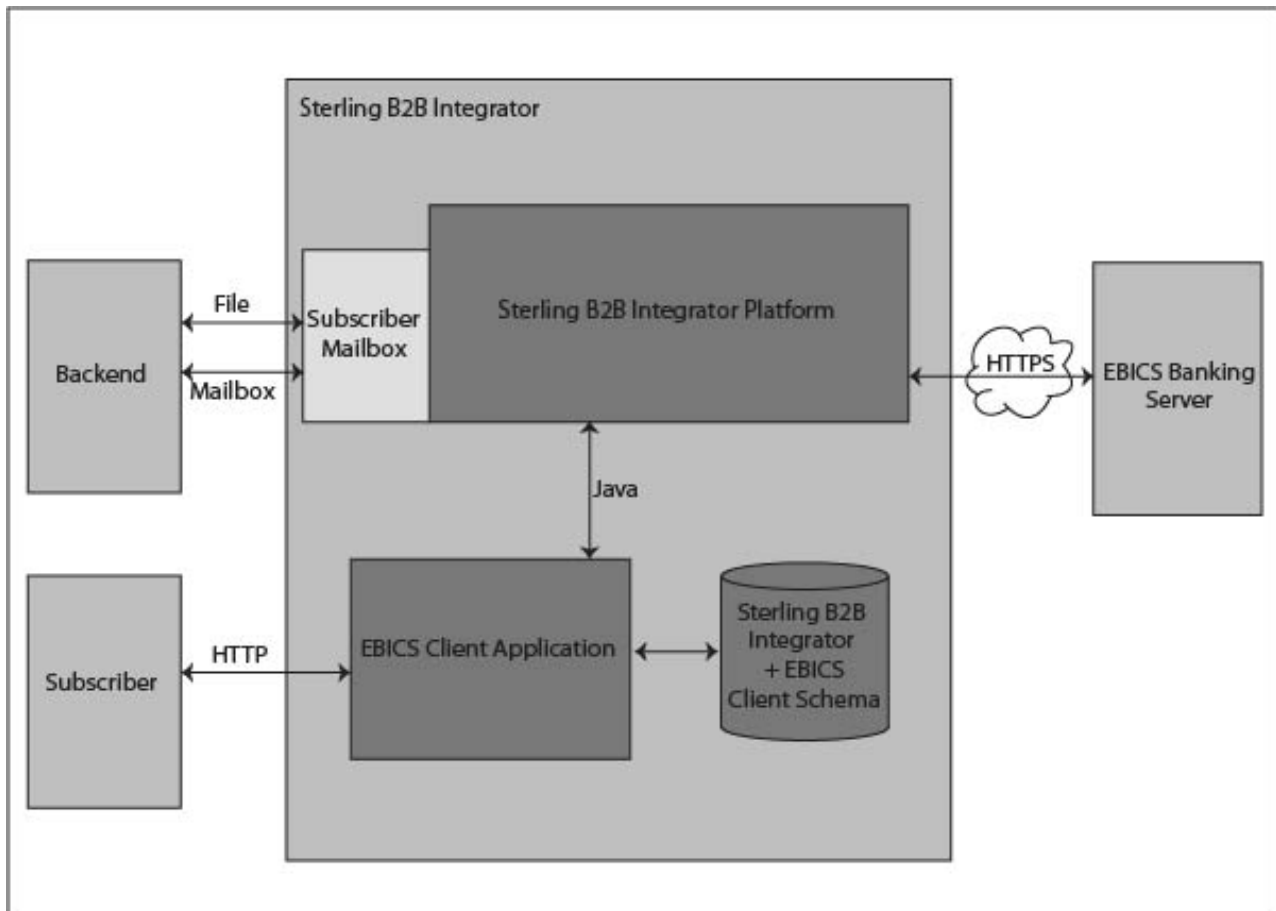 Sterling B2B Integrator
File
Mailbox
Backend
Subscriber
Mailbox
Sterling B2B Integrator Platform
HTTPS
EBICS Banking
Server
Java
HTTP
Subscriber
EBICS Client Application
Sterling B2B
Integrator
+ EBICS
Client Schema